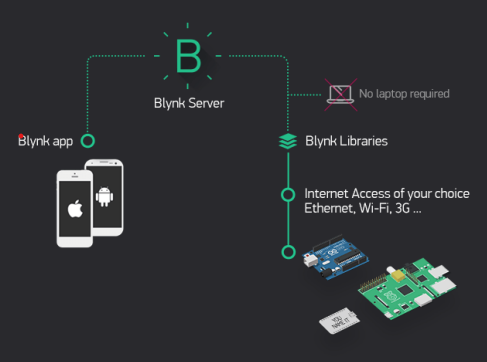 B
Blynk Server
No laptop required
Blynk app
Blynk Libraries
Internet Access of your choice
Ethernet, Wi-Fi, 3G ...
YOU
NAME IT